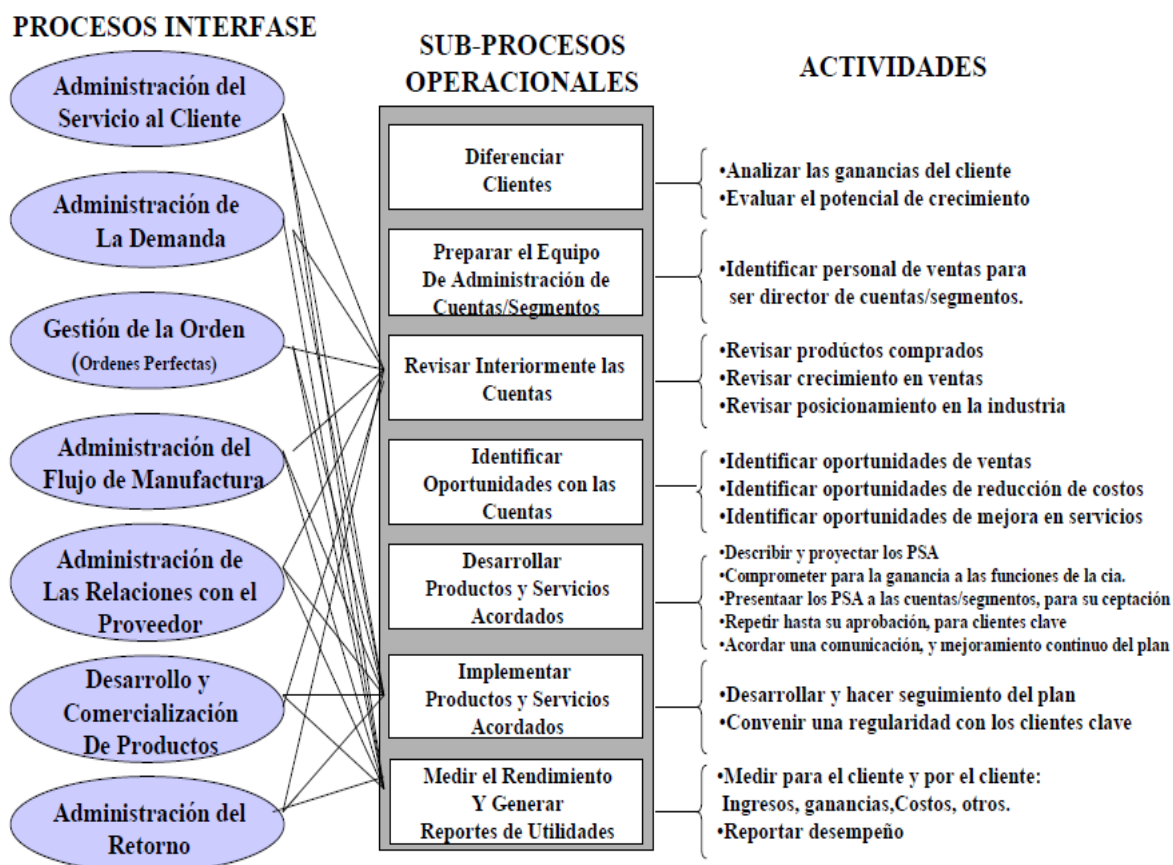 PROCESOS INTERFASE
Administración del
Servicio al Cliente
Administración de
La Demanda
Gestión de la Orden
(Ordenes Perfectas)
Administración del
Flujo de Manufactura
Administración de
Las Relaciones con el
Proveedor
Desarrollo y
Comercialización
De Productos
Administración del
Retorno
SUB-PROCESOS
OPERACIONALES
Diferenciar
Clientes
Preparar el Equipo
De Administración de
Cuentas/Segmentos
Revisar Interiormente las
Cuentas
Identificar
Oportunidades con las
Cuentas
Desarrollar
Productos y Servicios
Acordados
Implementar
Productos y Servicios
Acordados
Medir el Rendimiento
Y Generar
Reportes de Utilidades
ACTIVIDADES
•Analizar las ganancias del cliente
•Evaluar el potencial de crecimiento
•Identificar personal de ventas para
ser director de cuentas/segmentos.
•Revisar prodúctos comprados
•Revisar crecimiento en ventas
•Revisar posicionamiento en la industria
•Identificar oportunidades de ventas
•Identificar oportunidades de reducción de costos
•Identificar oportunidades de mejora en servicios
•Describir y proyectar los PSA
•Comprometer para la ganancia a las funciones de la cia.
•Presentaar los PSA a las cuentas/segmentos, para su ceptación
•Repetir hasta su aprobación, para clientes clave
•Acordar una comunicación, y mejoramiento continuo del plan
•Desarrollar y hacer seguimiento del plan
•Convenir una regularidad con los clientes clave
•Medir para el cliente y por el cliente:
Ingresos, ganancias,Costos, otros.
•Reportar desempeño